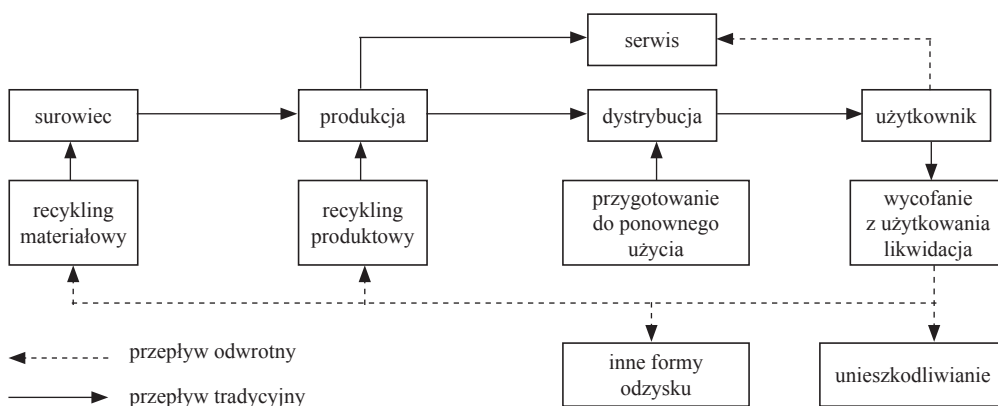 serwis
surowiec
produkcja
dystrybucja
użytkownik
recykling
materiałowy
recykling
produktowy
przygotowanie
do ponownego
użycia
wycofanie
z użytkowania
likwidacja
przepływ odwrotny
przepływ tradycyjny
inne formy
odzysku
unieszkodliwianie